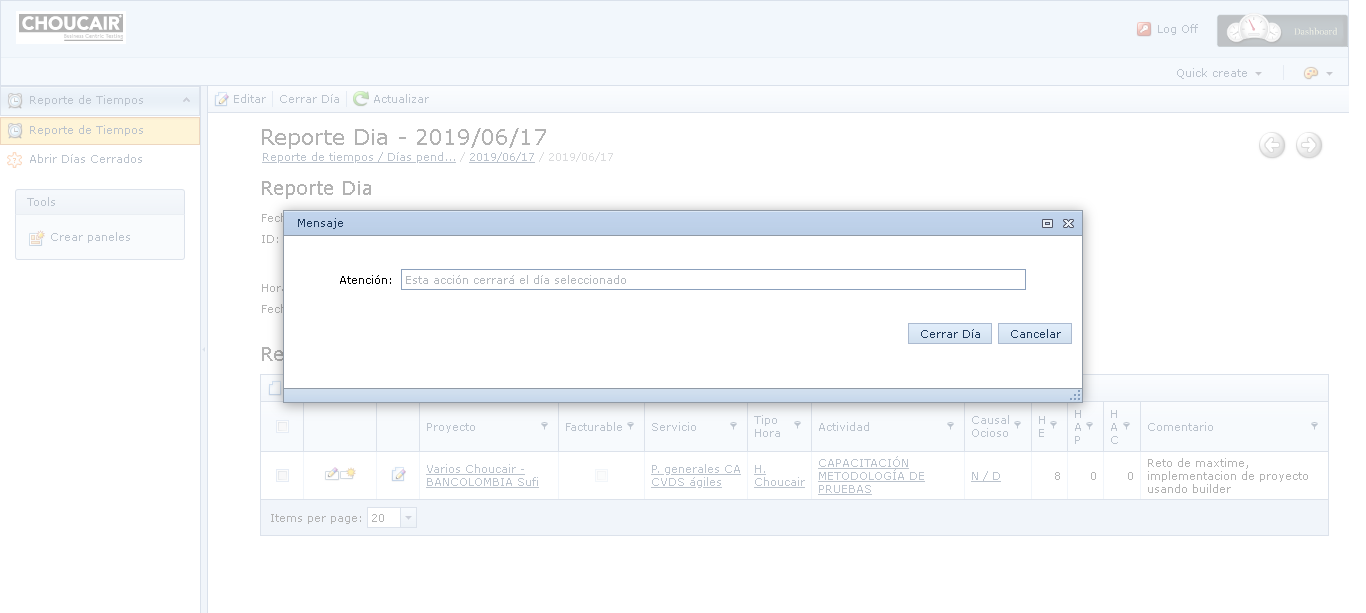 CHOUCAIR
Business Centric Testing
Log Off
Dashboard
Quick create
Reporte de Tiempos
Reporte de Tiempos
Abrir Días Cerrados
Tools
Crear paneles
Editar
Cerrar Día
Actualizar
Reporte Dia - 2019/06/17
Reporte de tiempos / Días pend... / 2019/06/17 / 2019/06/17
Reporte Dia
Fech
ID:
Hora
Fech
Re
Mensaje
Atención: Esta acción cerrará el día seleccionado
Cerrar Día Cancelar
Proyecto
Facturable
Servicio
Tipo
Hora
Actividad
Causal
Ocioso
H
E
H
A
P
H
A
C
Comentario
Varios Choucair -
BANCOLOMBIA Sufi
P. generales CA
CVDS ágiles
H.
Choucair
CAPACITACIÓN
METODOLOGÍA DE
PRUEBAS
N / D
8
0
0
Reto de maxtime,
implementacion de proyecto
usando builder
Items per page: 20